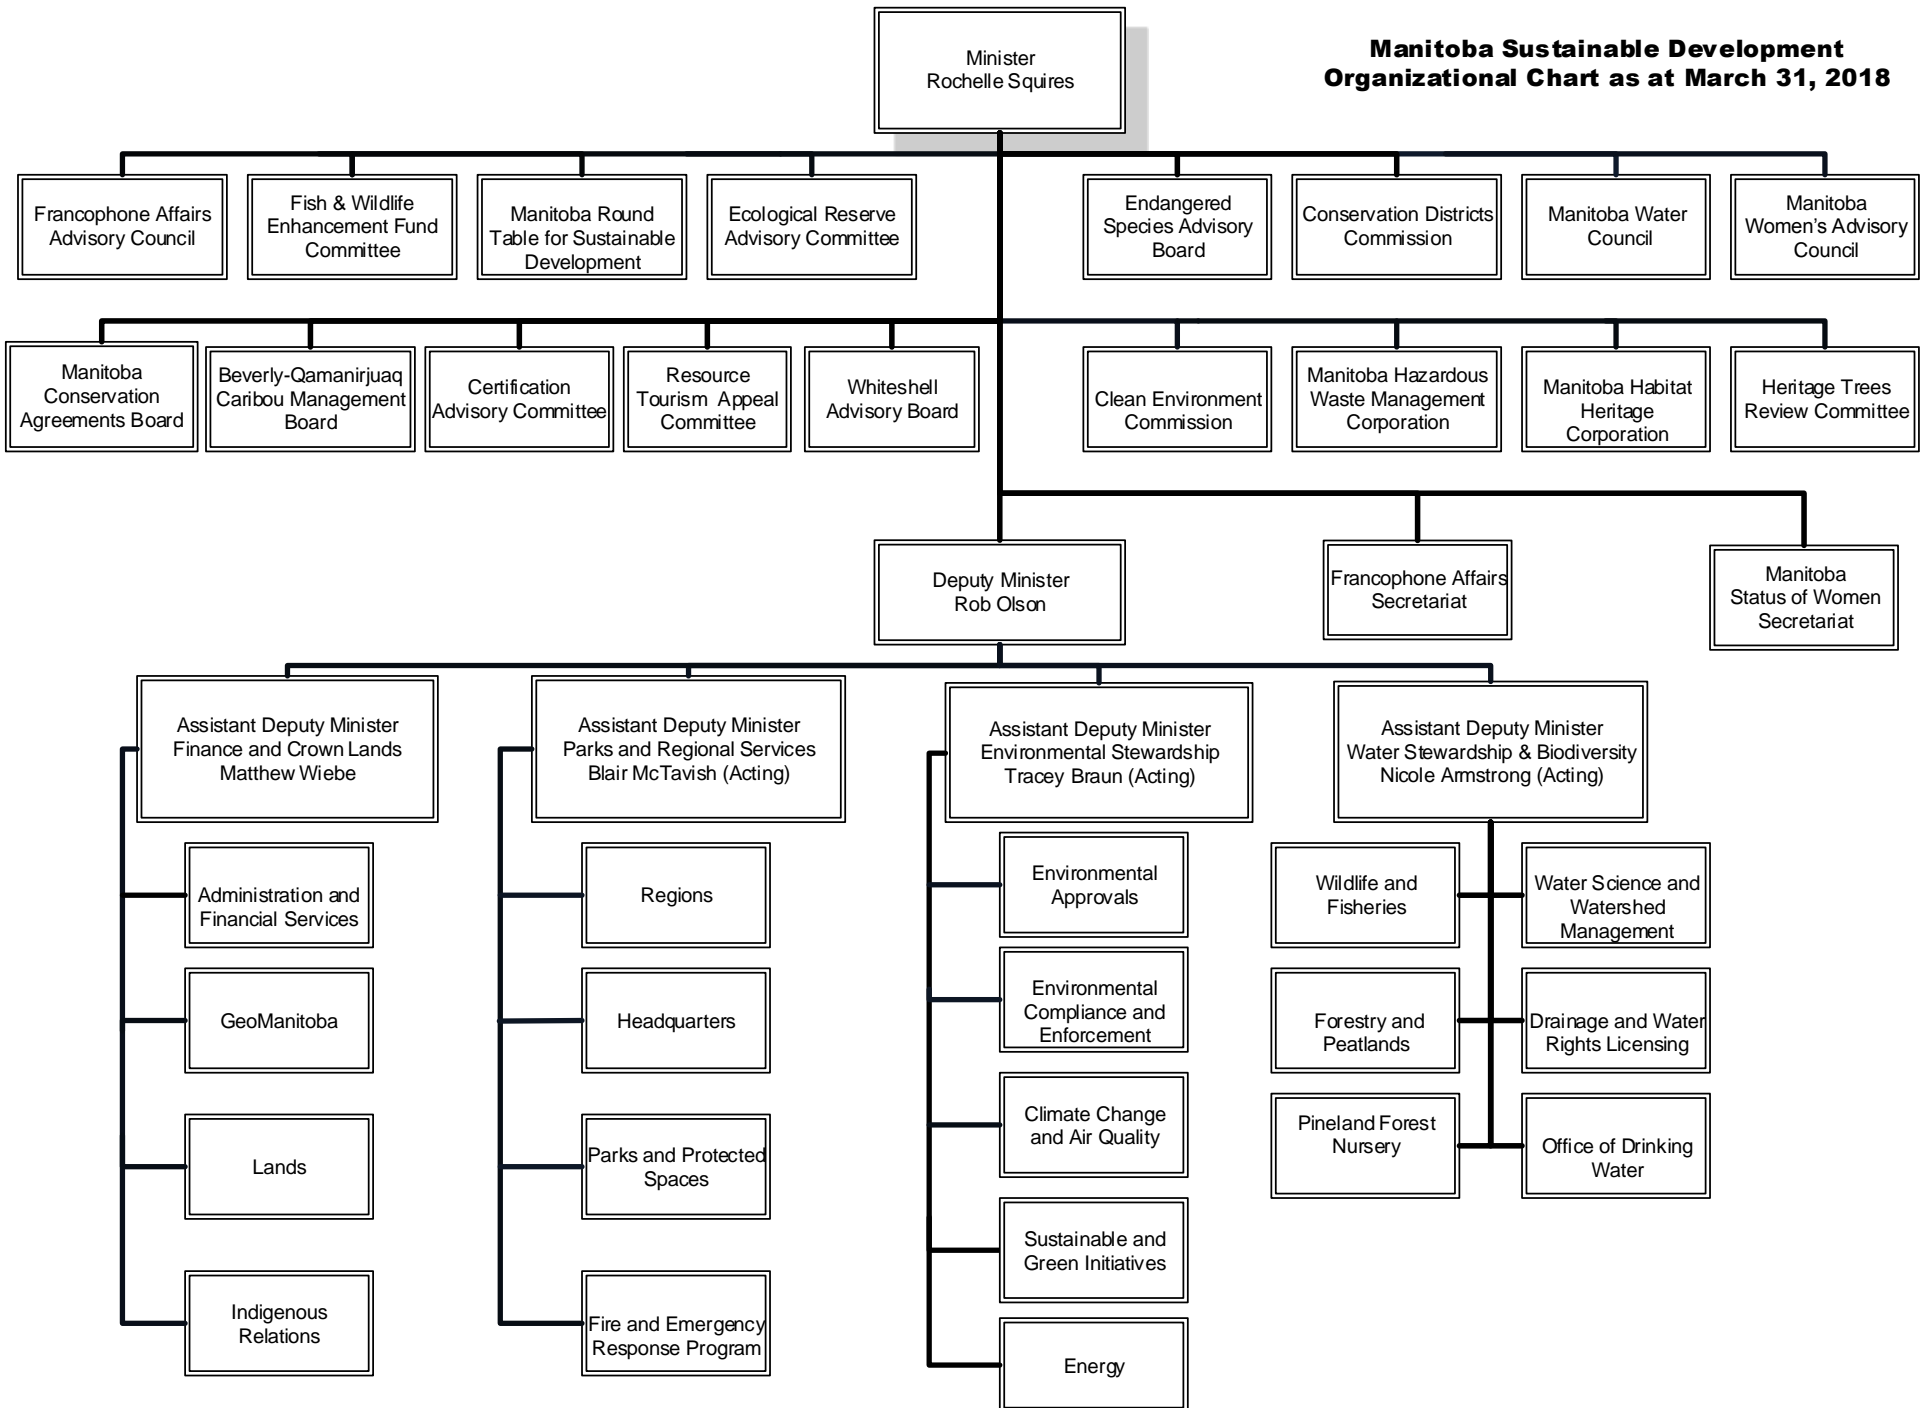 Manitoba Sustainable Development
Organizational Chart as at March 31, 2018
Minister
Rochelle Squires
Francophone Affairs
Advisory Council
Fish & Wildlife
Enhancement Fund
Committee
Manitoba Round
Table for Sustainable
Development
Ecological Reserve
Advisory Committee
Endangered
Species Advisory
Board
Conservation Districts
Commission
Manitoba Water
Council
Manitoba
Women's Advisory
Council
Manitoba
Conservation
Agreements Board
Beverly-Qamanirjuaq
Caribou Management
Board
Certification
Advisory Committee
Resource
Tourism Appeal
Committee
Whiteshell
Advisory Board
Clean Environment
Commission
Manitoba Hazardous
Waste Management
Corporation
Manitoba Habitat
Heritage
Corporation
Heritage Trees
Review Committee
Deputy Minister
Rob Olson
Francophone Affairs
Secretariat
Manitoba
Status of Women
Secretariat
Assistant Deputy Minister
Finance and Crown Lands
Matthew Wiebe
Assistant Deputy Minister
Parks and Regional Services
Blair McTavish (Acting)
Assistant Deputy Minister
Environmental Stewardship
Tracey Braun (Acting)
Assistant Deputy Minister
Water Stewardship & Biodiversity
Nicole Armstrong (Acting)
Administration and
Financial Services
GeoManitoba
Lands
Indigenous
Relations
Regions
Headquarters
Parks and Protected
Spaces
Fire and Emergency
Response Program
Environmental
Approvals
Environmental
Compliance and
Enforcement
Climate Change
and Air Quality
Sustainable and
Green Initiatives
Energy
Wildlife and
Fisheries
Water Science and
Watershed
Management
Forestry and
Peatlands
Drainage and Water
Rights Licensing
Pineland Forest
Nursery
Office of Drinking
Water